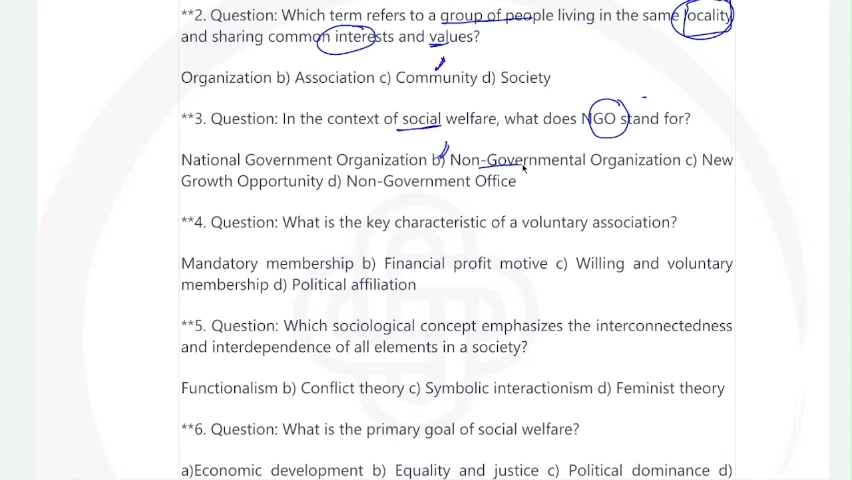 **2. Question: Which term refers to a group of people living in the same locality
and sharing common interests and values?
Organization b) Association c) Community d) Society
**3. Question: In the context of social welfare, what does NGO stand for?
National Government Organization b) Non-Governmental Organization c) New
Growth Opportunity d) Non-Government Office
**4. Question: What is the key characteristic of a voluntary association?
Mandatory membership b) Financial profit motive c) Willing and voluntary
membership d) Political affiliation
**5. Question: Which sociological concept emphasizes the interconnectedness
and interdependence of all elements in a society?
Functionalism b) Conflict theory c) Symbolic interactionism d) Feminist theory
**6. Question: What is the primary goal of social welfare?
a)Economic development b) Equality and justice c) Political dominance d)